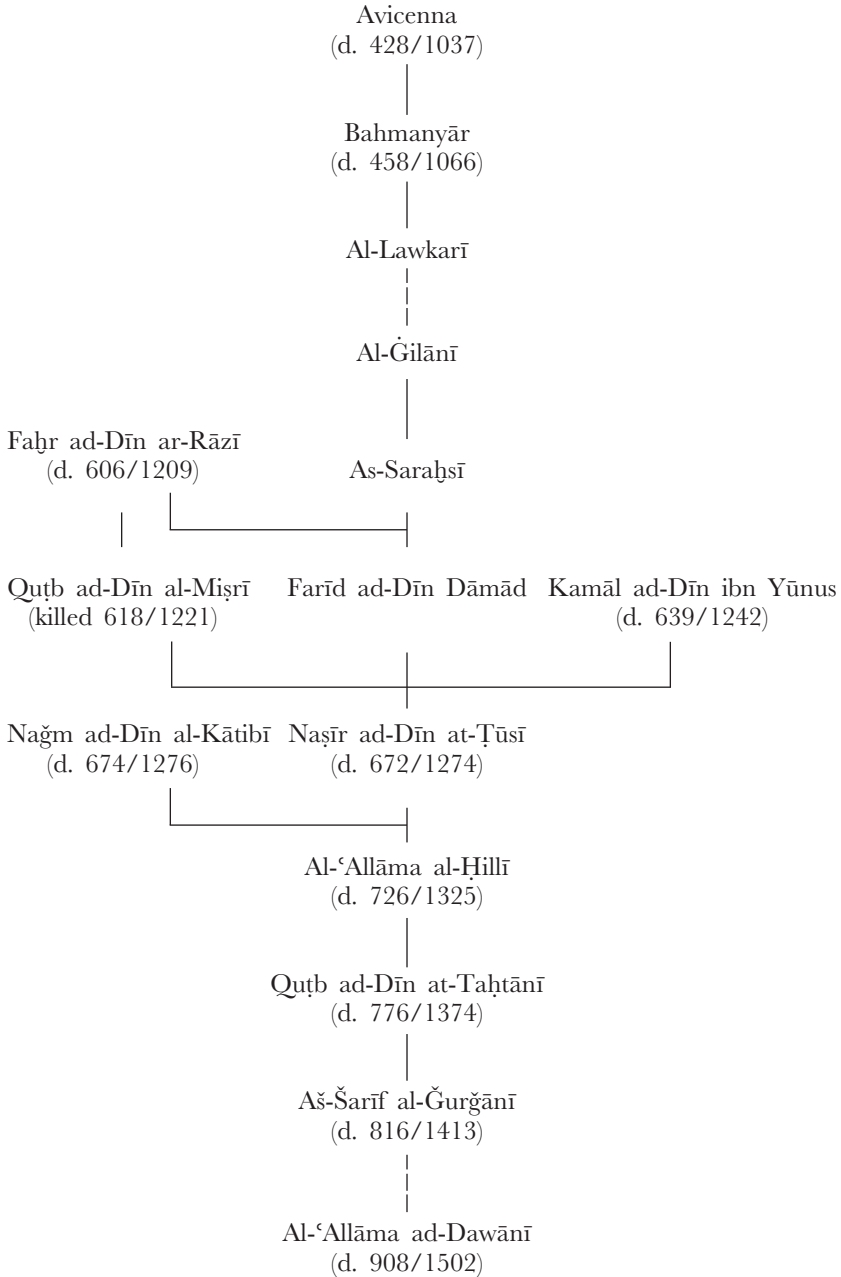 Avicenna
(d. 428/1037)
Bahmanyār
(d. 458/1066)
Al-Lawkarī
Al-Ġilānī
Faḫr ad-Dīn ar-Rāzī
(d. 606/1209)
As-Saraḫsī
Quṭb ad-Dīn al-Miṣrī
(killed 618/1221)
Farīd ad-Dīn Dāmād
Kamāl ad-Dīn ibn Yūnus
(d. 639/1242)
Naǧm ad-Dīn al-Kātibī
(d. 674/1276)
Naṣīr ad-Dīn at-Ṭūsī
(d. 672/1274)
Al-ʿAllāma al-Ḥillī
(d. 726/1325)
Quṭb ad-Dīn at-Taḥtānī
(d. 776/1374)
Aš-Šarīf al-Ǧurǧānī
(d. 816/1413)
Al-ʿAllāma ad-Dawānī
(d. 908/1502)